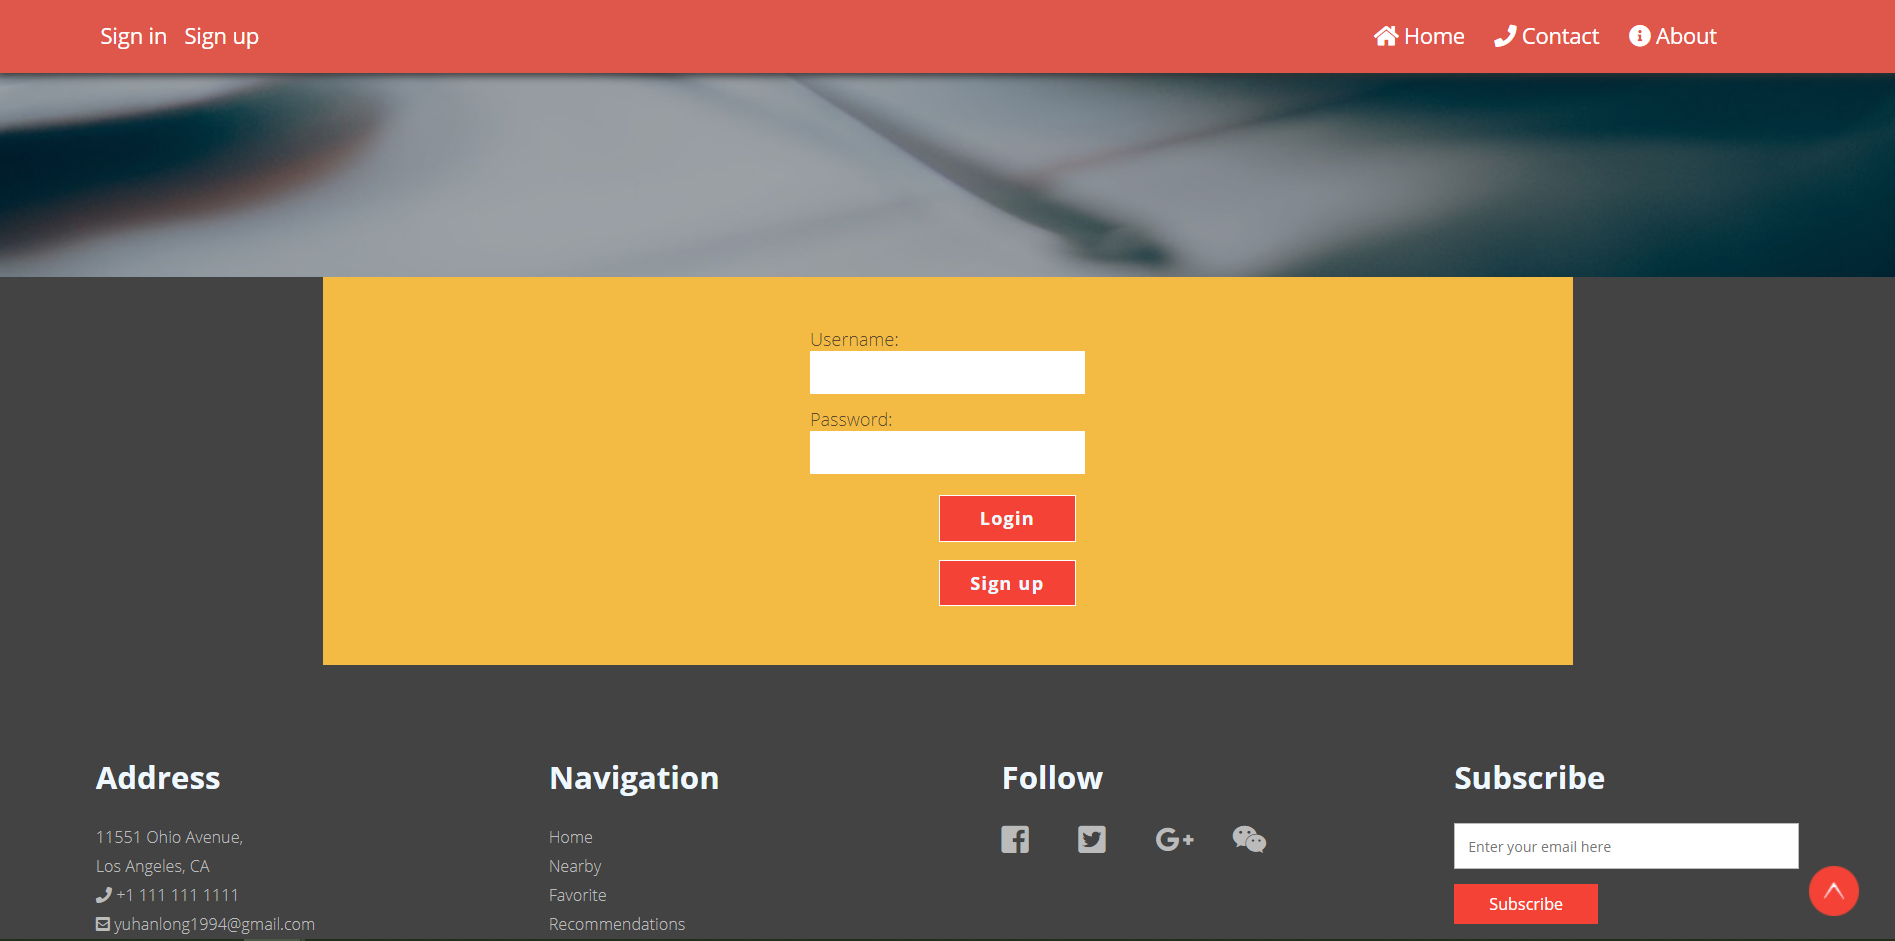 Sign in Sign up
Home Contact About
Username:
Password:
Login
Sign up
Address
11551 Ohio Avenue,
Los Angeles, CA
+1 111 111 1111
yuhanlong1994@gmail.com
Navigation
Home
Nearby
Favorite
Recommendations
Follow
Subscribe
Enter your email here
Subscribe